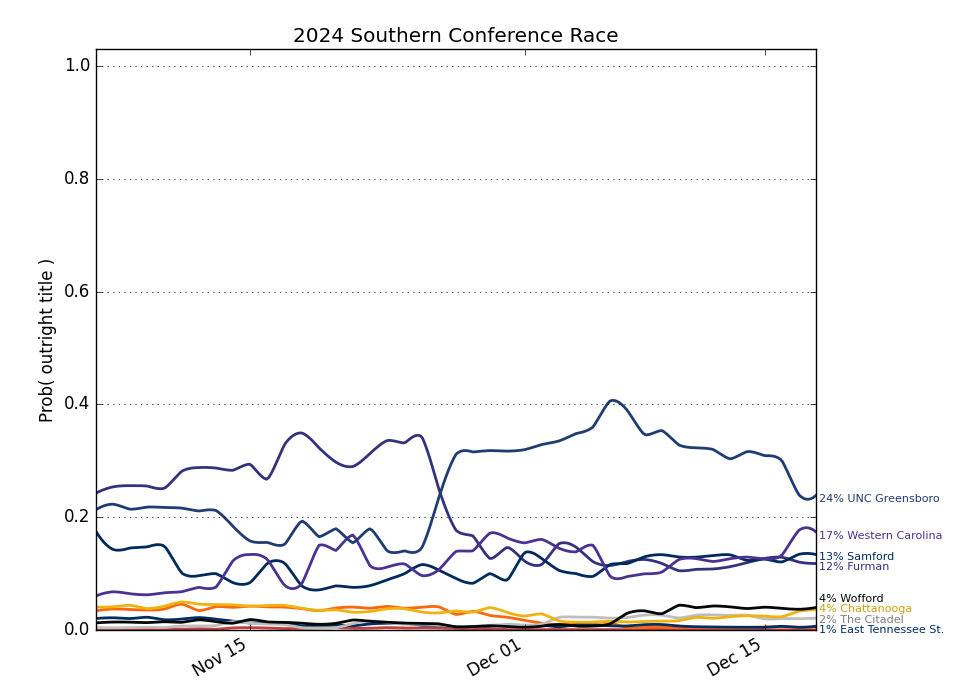 2024 Southern Conference Race
1.0
0.8
0.6
0.4
0.2
0.0
Prob( outright title )
Nov 15
Dec 01
Dec 15
24% UNC Greensboro
17% Western Carolina
13% Samford
12% Furman
4% Wofford
4% Chattanooga
2% The Citadel
1% East Tennessee St.